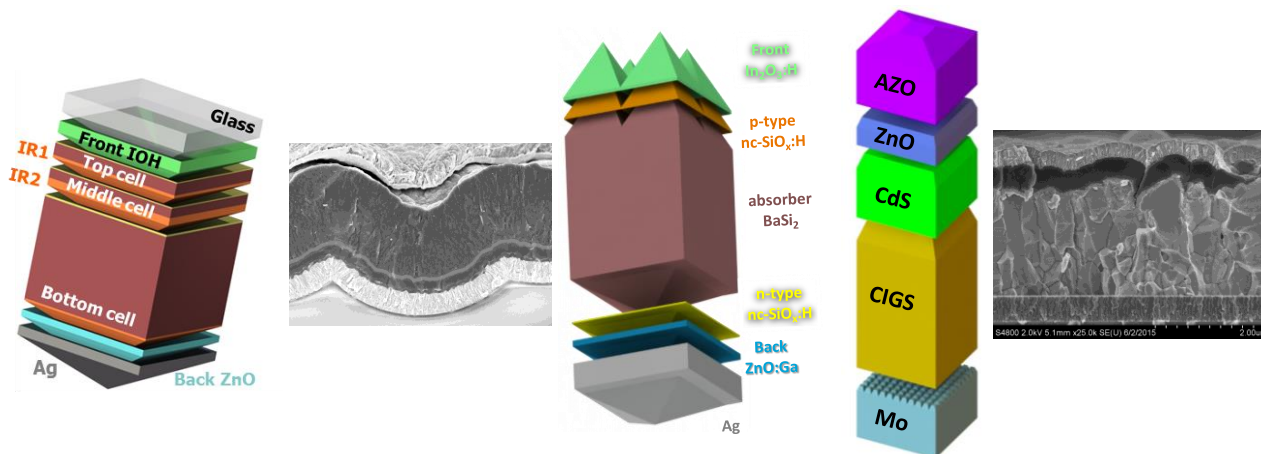 Glass
Front IOH
IR1
Top cell
IR2
Middle cell
Bottom cell
Ag
Back ZnO
Front
In₂O₃:H
p-type
nc-SiOₓ:H
absorber
BaSi₂
n-type
nc-SiOₓ:H
Back
ZnO:Ga
Ag
AZO
ZnO
CdS
CIGS
Mo
S4800 2.0kV 5.1mm x25.0k SE(U) 6/2/2015
2.00u